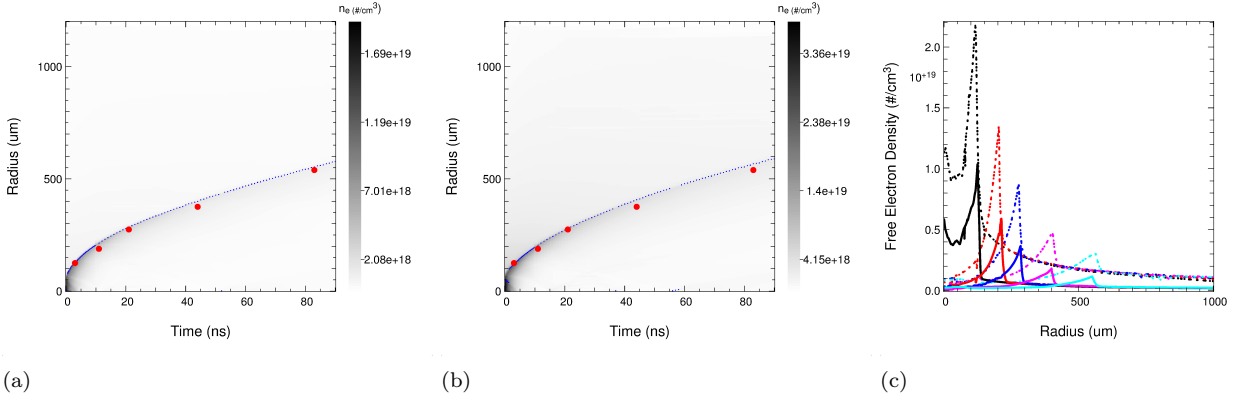 n_e (#/cm^3)
1.69e+19
1.19e+19
7.01e+18
2.08e+18
1000
500
0
0 20 40 60 80
Radius (um)
Time (ns)
(a)
n_e (#/cm^3)
3.36e+19
2.38e+19
1.4e+19
4.15e+18
1000
500
0
0 20 40 60 80
Radius (um)
Time (ns)
(b)
2.0
10^+19
1.5
1.0
0.5
0.0
0 500 1000
Free Electron Density (#/cm^3)
Radius (um)
(c)